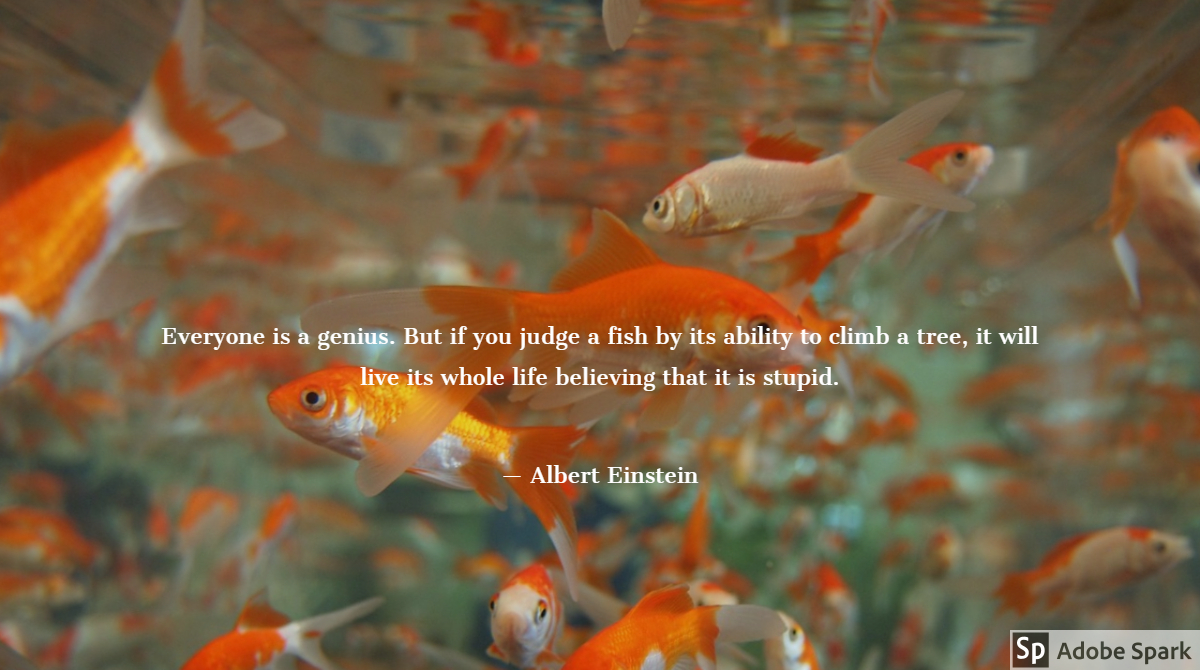 Everyone is a genius. But if you judge a fish by its ability to climb a tree, it will
live its whole life believing that it is stupid.
— Albert Einstein
Sp Adobe Spark